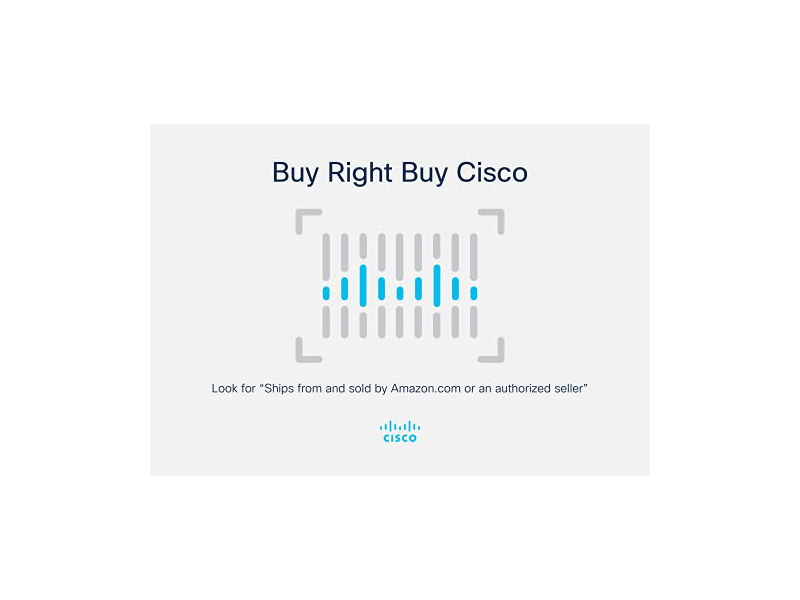 Buy Right Buy Cisco
Look for “Ships from and sold by Amazon.com or an authorized seller”
CISCO